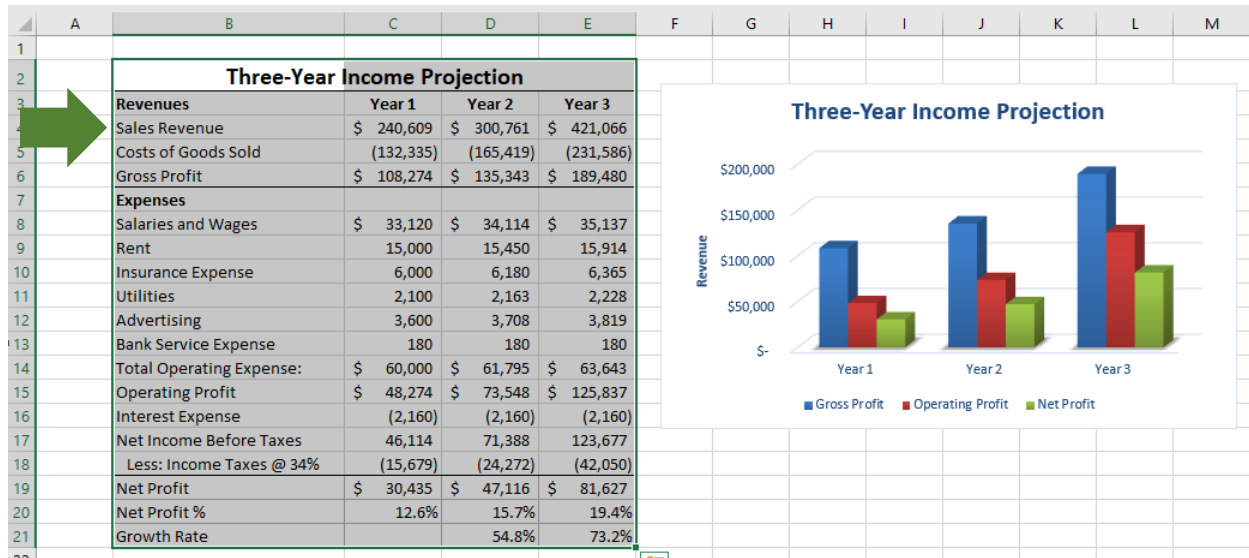 A B C D E F G H I J K L M
1
2 Three-Year Income Projection
3 Revenues Year 1 Year 2 Year 3
4 Sales Revenue $ 240,609 $ 300,761 $ 421,066
5 Costs of Goods Sold (132,335) (165,419) (231,586)
6 Gross Profit $ 108,274 $ 135,343 $ 189,480
7 Expenses
8 Salaries and Wages $ 33,120 $ 34,114 $ 35,137
9 Rent 15,000 15,450 15,914
10 Insurance Expense 6,000 6,180 6,365
11 Utilities 2,100 2,163 2,228
12 Advertising 3,600 3,708 3,819
13 Bank Service Expense 180 180 180
14 Total Operating Expense: $ 60,000 $ 61,795 $ 63,643
15 Operating Profit $ 48,274 $ 73,548 $ 125,837
16 Interest Expense (2,160) (2,160) (2,160)
17 Net Income Before Taxes 46,114 71,388 123,677
18 Less: Income Taxes @ 34% (15,679) (24,272) (42,050)
19 Net Profit $ 30,435 $ 47,116 $ 81,627
20 Net Profit % 12.6% 15.7% 19.4%
21 Growth Rate 54.8% 73.2%
Three-Year Income Projection
$200,000
$150,000
$100,000
$50,000
$-
Revenue
Year 1 Year 2 Year 3
Gross Profit Operating Profit Net Profit